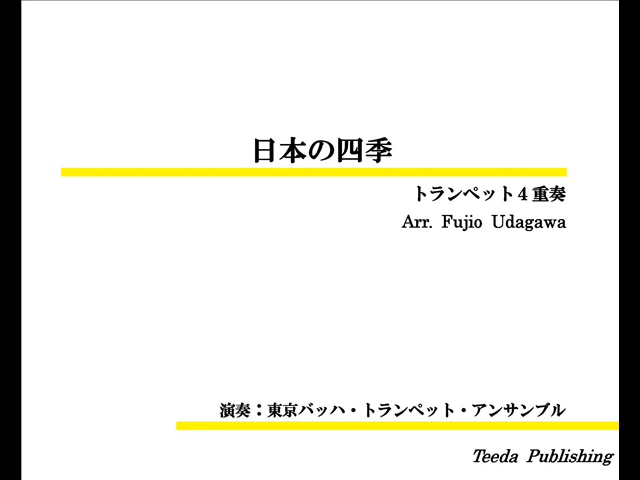 日本の四季
トランペット4重奏
Arr. Fujio Udagawa
演奏：東京バッハ・トランペット・アンサンブル
Teeda Publishing